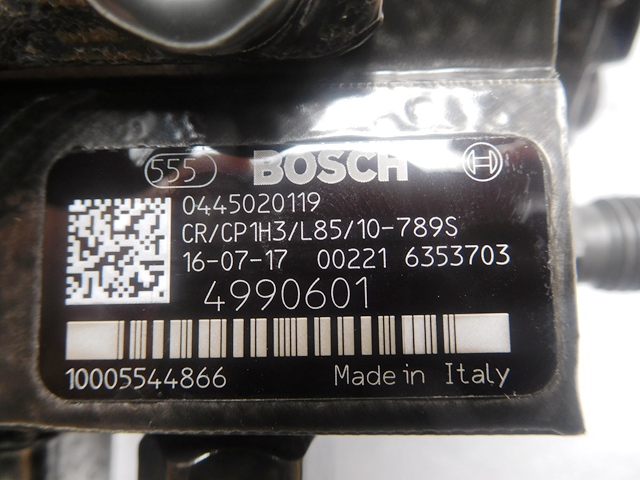 555 BOSCH
0445020119
CR/CP1H3/L85/10-789S
16-07-17 00221 6353703
4990601
10005544866 Made in Italy